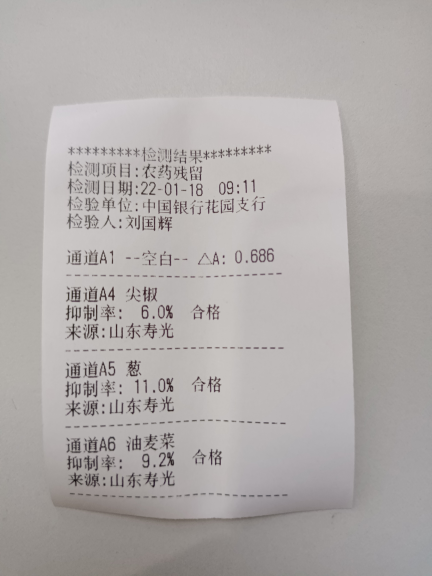 *********检测结果*********
检测项目:农药残留
检测日期:22-01-18 09:11
检验单位:中国银行花园支行
检验人:刘国辉
通道A1 --空白-- △A: 0.686
通道A4 尖椒
抑制率: 6.0% 合格
来源:山东寿光
通道A5 葱
抑制率: 11.0% 合格
来源:山东寿光
通道A6 油麦菜
抑制率: 9.2% 合格
来源:山东寿光